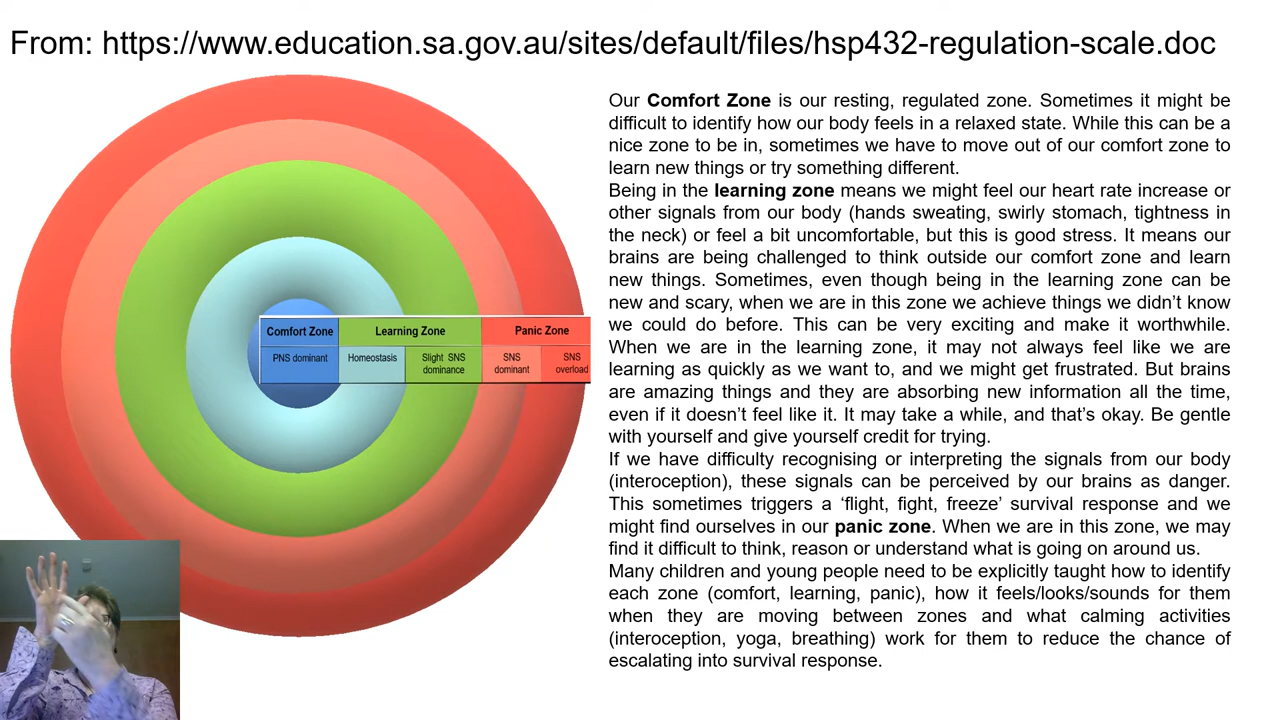 From: https://www.education.sa.gov.au/sites/default/files/hsp432-regulation-scale.doc
Comfort Zone
Learning Zone
Panic Zone
PNS dominant
Homeostasis
Slight SNS
dominance
SNS
dominant
SNS
overload
Our Comfort Zone is our resting, regulated zone. Sometimes it might be
difficult to identify how our body feels in a relaxed state. While this can be a
nice zone to be in, sometimes we have to move out of our comfort zone to
learn new things or try something different.
Being in the learning zone means we might feel our heart rate increase or
other signals from our body (hands sweating, swirly stomach, tightness in
the neck) or feel a bit uncomfortable, but this is good stress. It means our
brains are being challenged to think outside our comfort zone and learn
new things. Sometimes, even though being in the learning zone can be
new and scary, when we are in this zone we achieve things we didn’t know
we could do before. This can be very exciting and make it worthwhile.
When we are in the learning zone, it may not always feel like we are
learning as quickly as we want to, and we might get frustrated. But brains
are amazing things and they are absorbing new information all the time,
even if it doesn’t feel like it. It may take a while, and that’s okay. Be gentle
with yourself and give yourself credit for trying.
If we have difficulty recognising or interpreting the signals from our body
(interoception), these signals can be perceived by our brains as danger.
This sometimes triggers a ‘flight, fight, freeze’ survival response and we
might find ourselves in our panic zone. When we are in this zone, we may
find it difficult to think, reason or understand what is going on around us.
Many children and young people need to be explicitly taught how to identify
each zone (comfort, learning, panic), how it feels/looks/sounds for them
when they are moving between zones and what calming activities
(interoception, yoga, breathing) work for them to reduce the chance of
escalating into survival response.